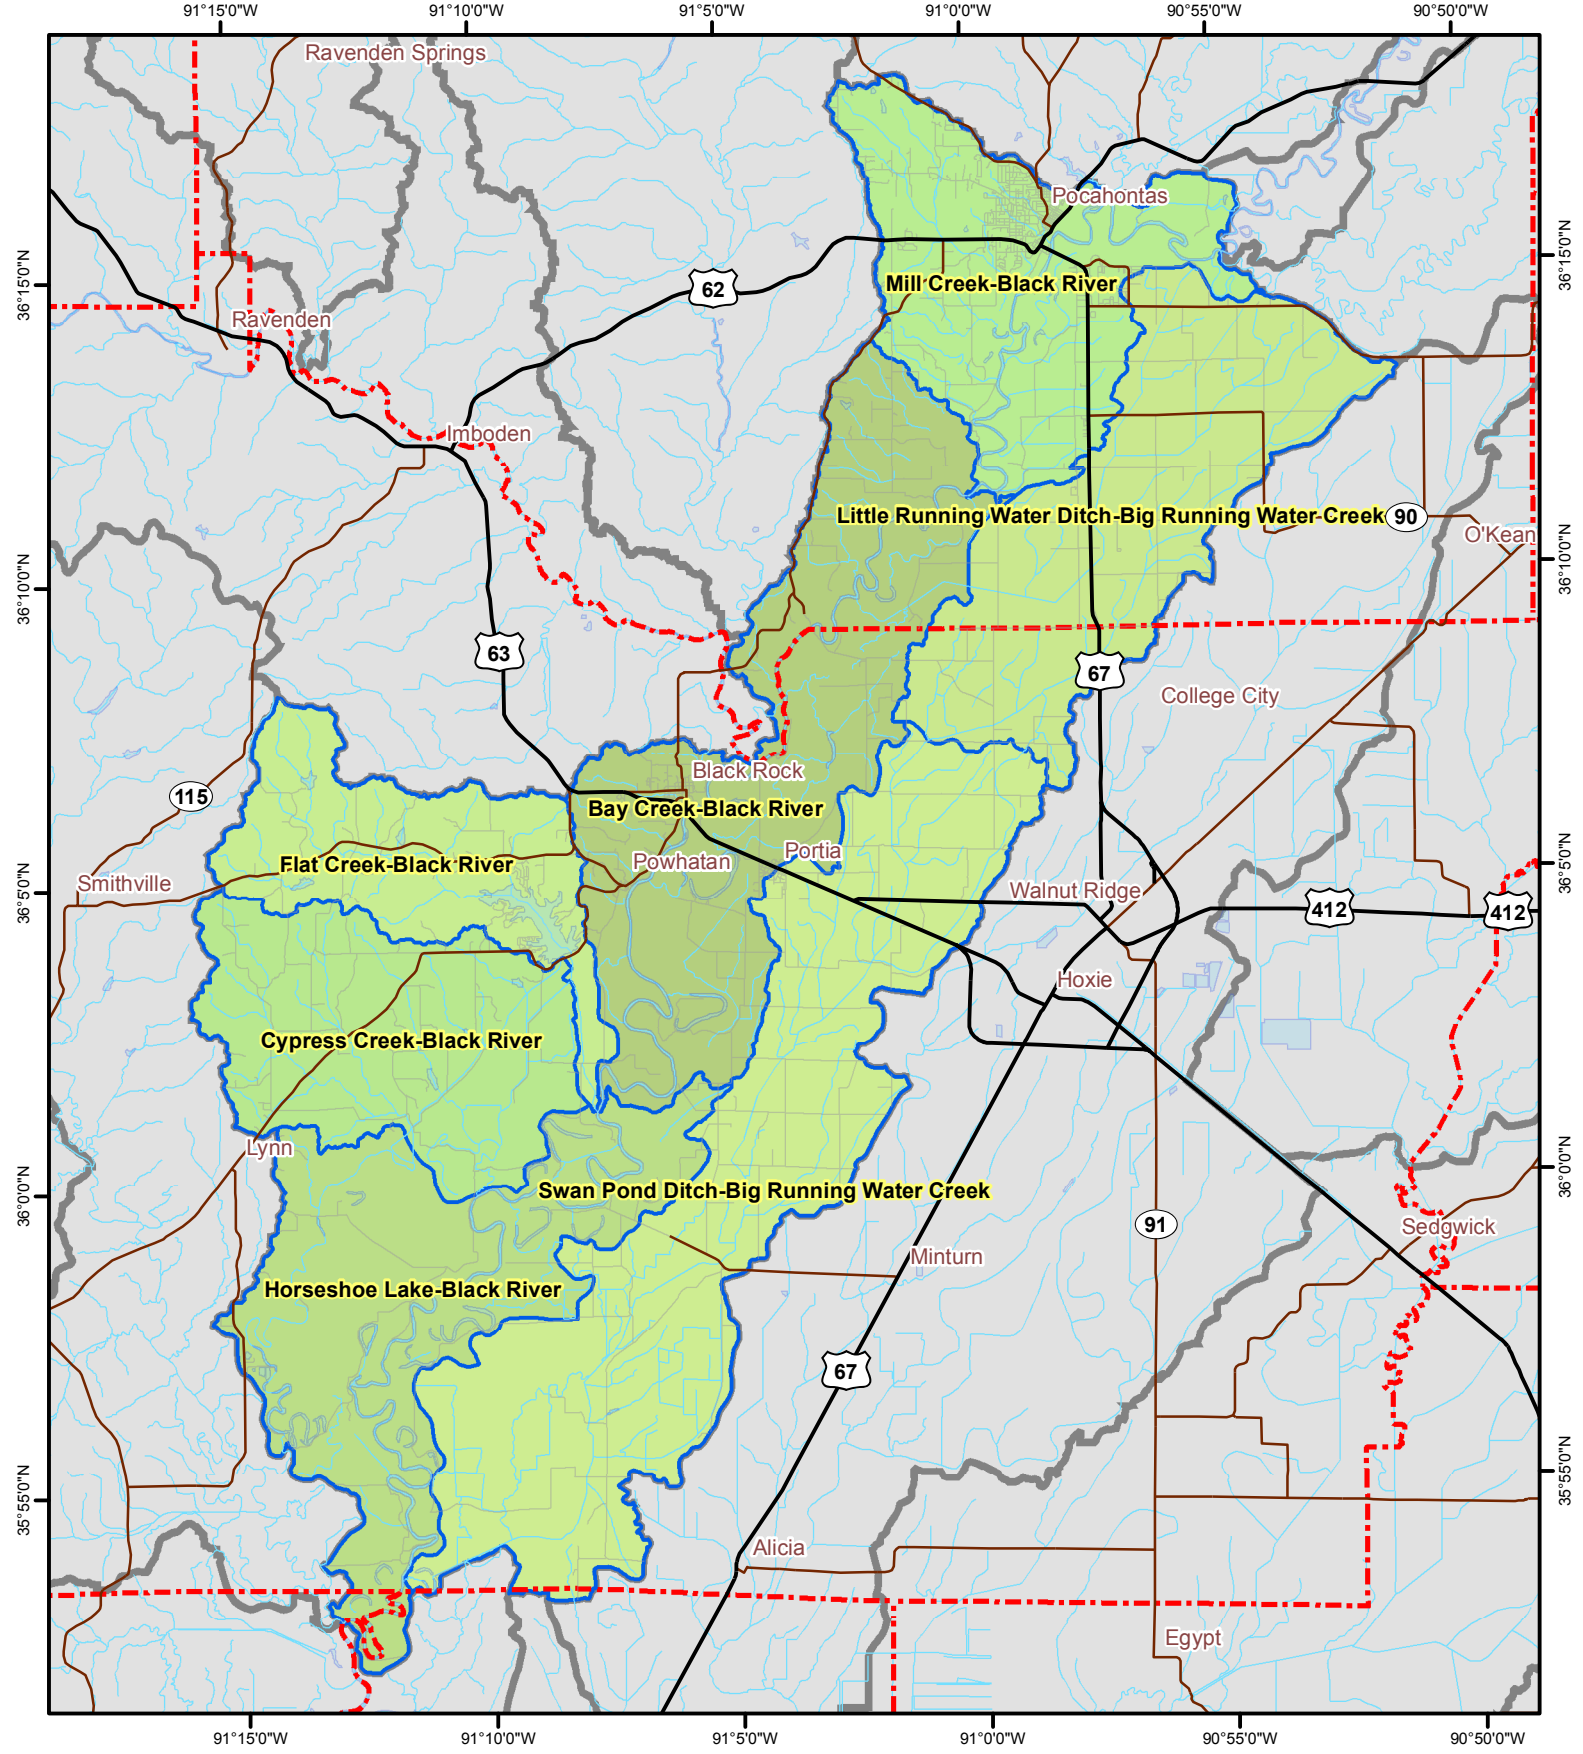 91°15'0"W
91°10'0"W
91°5'0"W
91°0'0"W
90°55'0"W
90°50'0"W
Ravenden Springs
Pocahontas
36°15'0"N
36°15'0"N
Mill Creek-Black River
62
Ravenden
Imboden
Little Running Water Ditch-Big Running Water Creek
90
O'Kean
36°10'0"N
36°10'0"N
63
67
College City
Black Rock
115
Bay Creek-Black River
Portia
Powhatan
Flat Creek-Black River
36°5'0"N
36°5'0"N
Smithville
Walnut Ridge
412
412
Hoxie
Cypress Creek-Black River
Lynn
36°0'0"N
36°0'0"N
Swan Pond Ditch-Big Running Water Creek
91
Sedgwick
Minturn
Horseshoe Lake-Black River
67
35°55'0"N
35°55'0"N
Alicia
Egypt
91°15'0"W
91°10'0"W
91°5'0"W
91°0'0"W
90°55'0"W
90°50'0"W